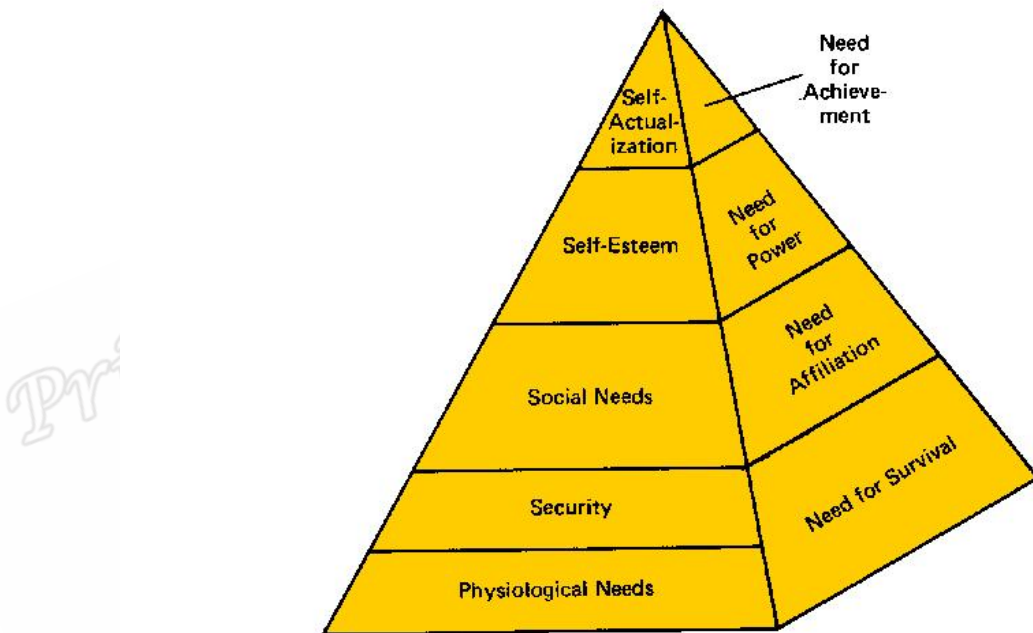 Need
for
Achieve-
ment
Self-
Actual-
ization
Need
for
Power
Self-Esteem
Need
for
Affiliation
Social Needs
Need for Survival
Security
Physiological Needs